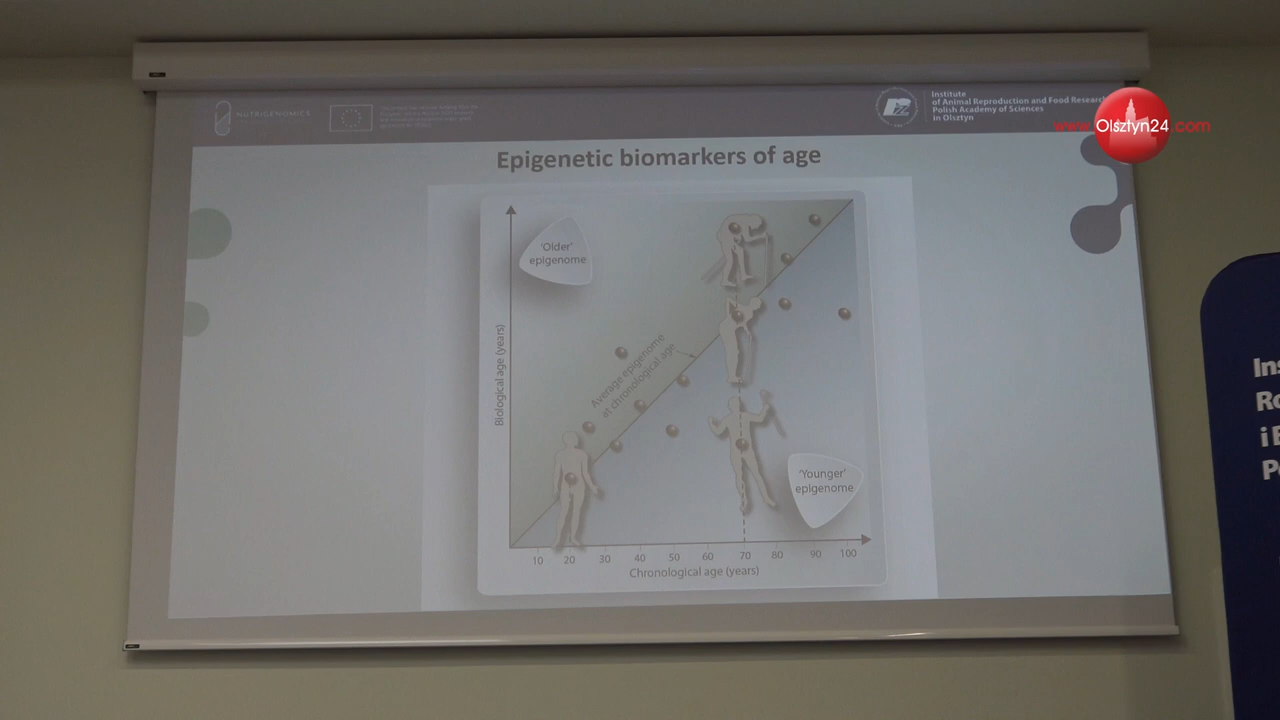 NUTRIGENOMICS
Institute
of Animal Reproduction and Food Research
Polish Academy of Sciences
in Olsztyn
www.Olsztyn24.com
Epigenetic biomarkers of age
'Older'
epigenome
Biological age (years)
Average epigenome
at chronological age
'Younger'
epigenome
10 20 30 40 50 60 70 80 90 100
Chronological age (years)
Ins
Ro
i